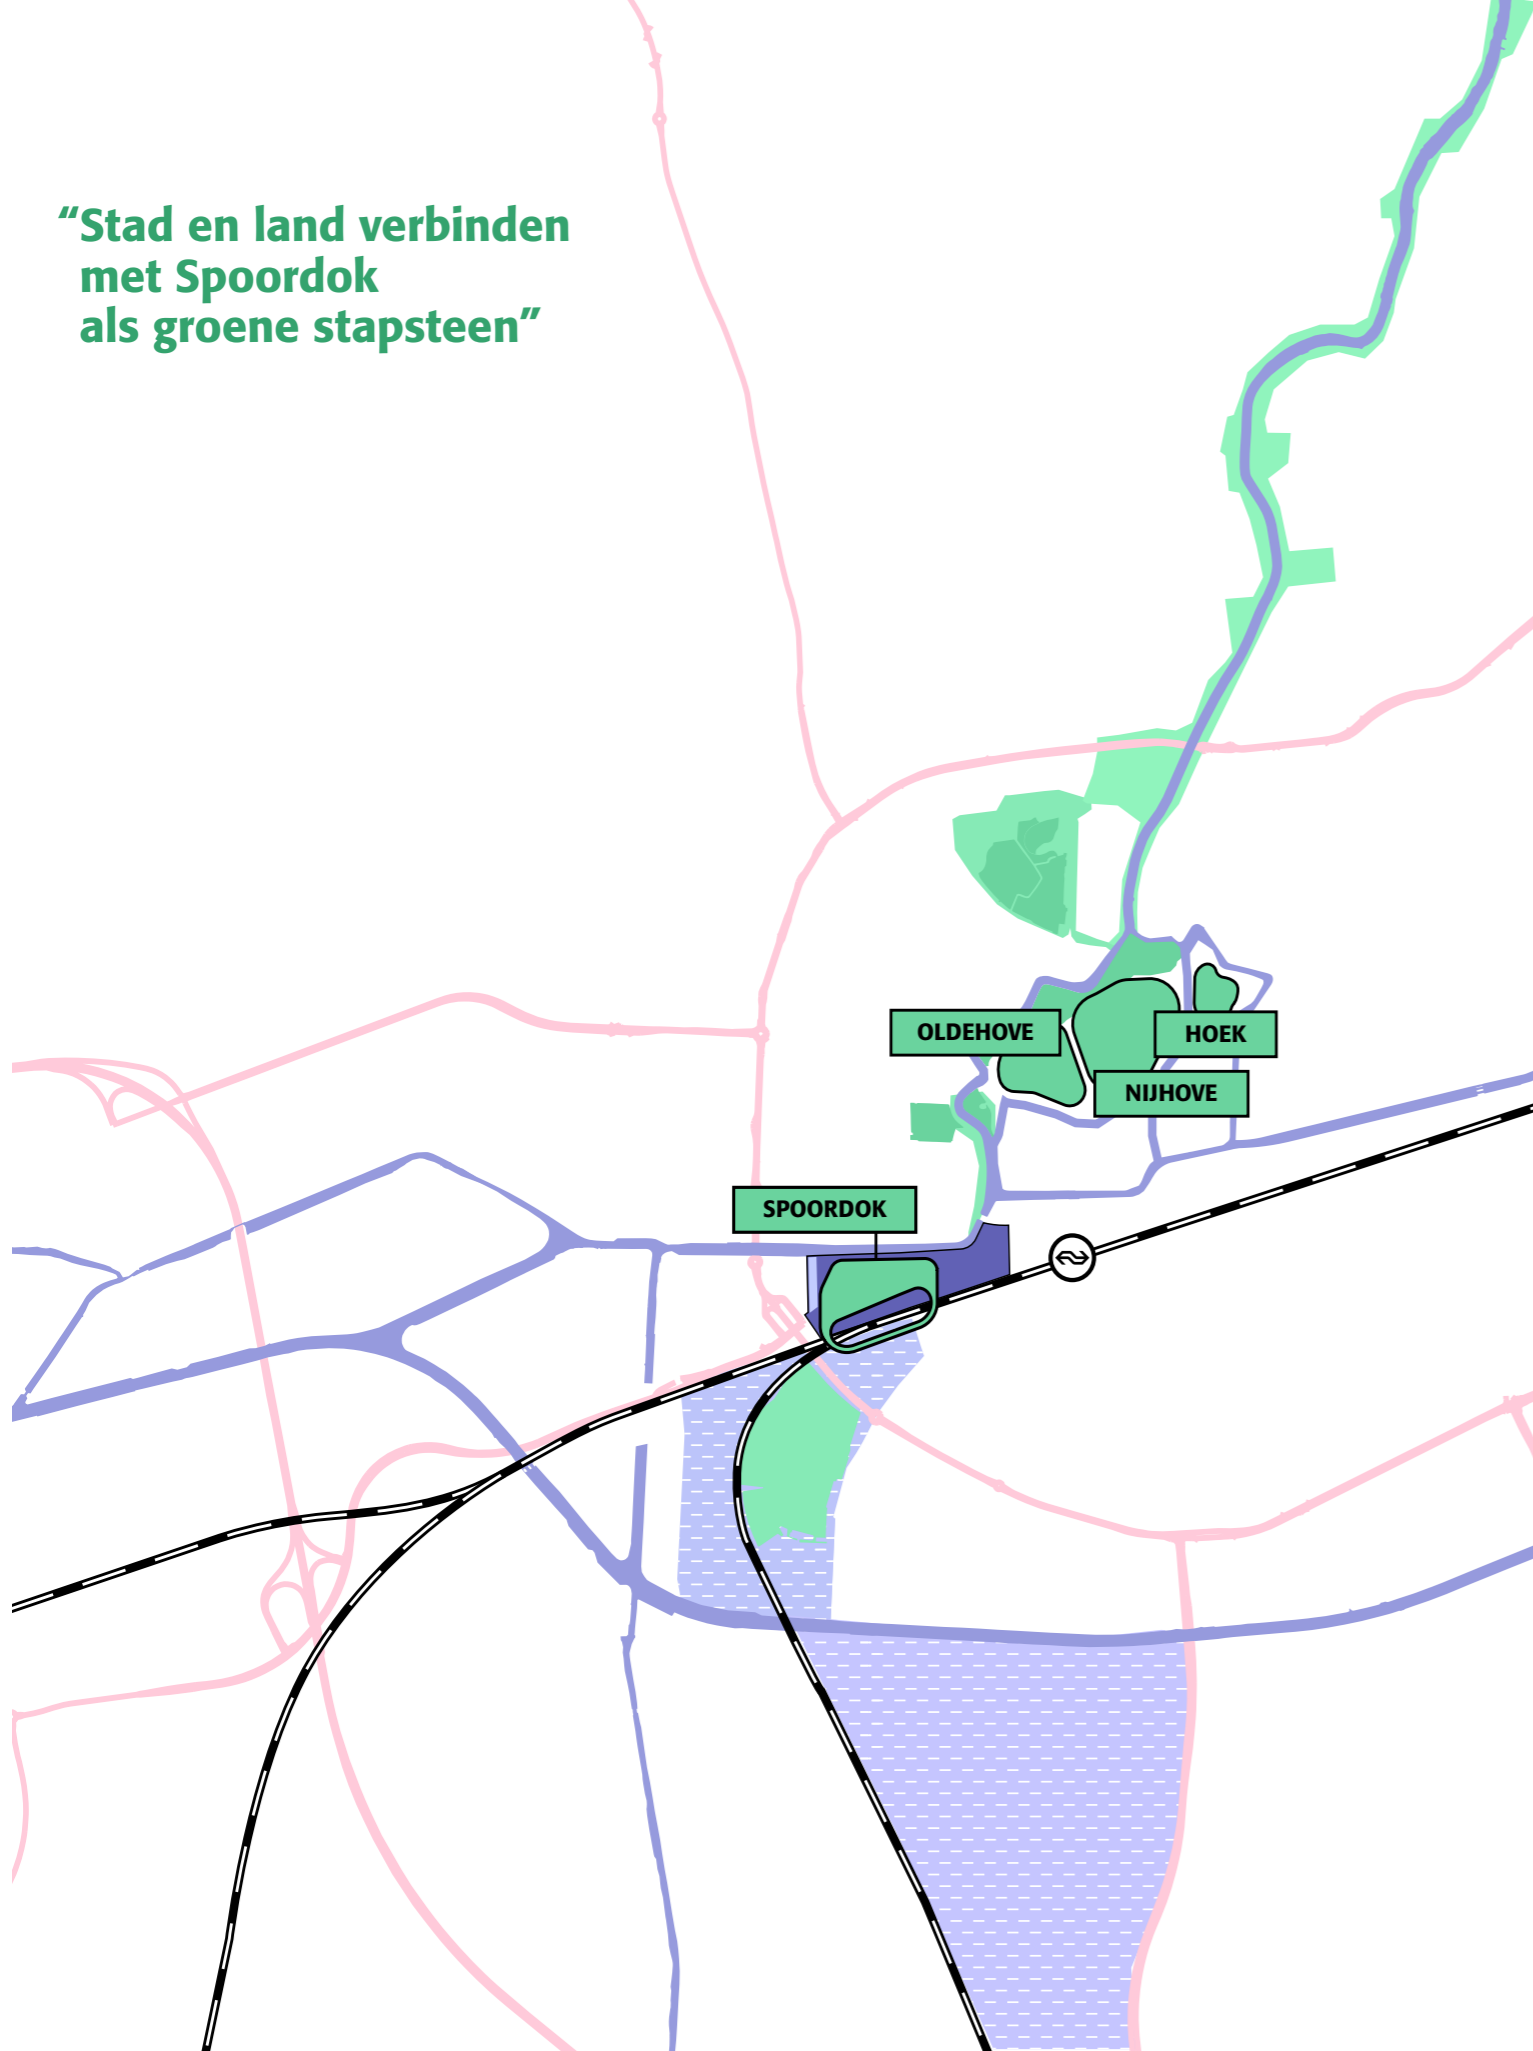 “Stad en land verbinden
met Spoordok
als groene stapsteen”
OLDEHOVE
HOEK
NIJHOVE
SPOORDOK